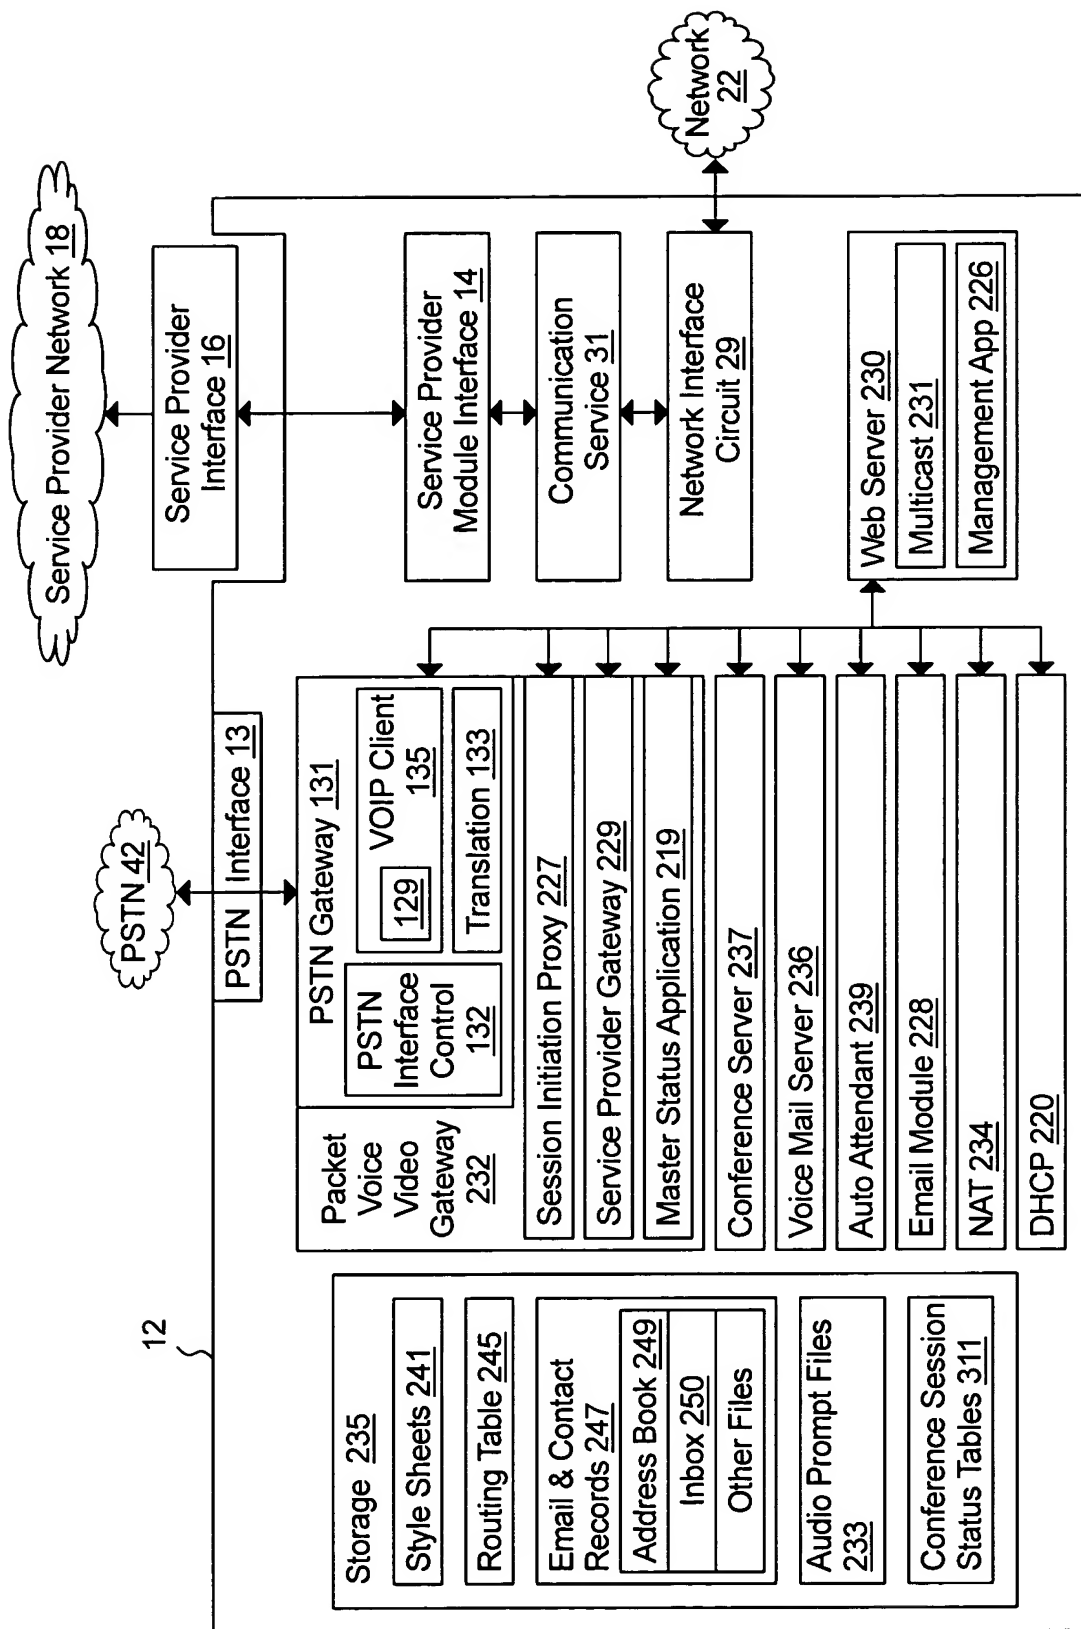 Service Provider Network 18
Service Provider
Interface 16
PSTN 42
PSTN Interface 13
12
Network
22
Storage 235
Style Sheets 241
Routing Table 245
Email & Contact
Records 247
Address Book 249
Inbox 250
Other Files
Audio Prompt Files
233
Conference Session
Status Tables 311
Packet
Voice
Video
Gateway
232
PSTN Gateway 131
PSTN
Interface
Control
132
VOIP Client
129
135
Translation 133
Session Initiation Proxy 227
Service Provider Gateway 229
Master Status Application 219
Conference Server 237
Voice Mail Server 236
Auto Attendant 239
Email Module 228
NAT 234
DHCP 220
Service Provider
Module Interface 14
Communication
Service 31
Network Interface
Circuit 29
Web Server 230
Multicast 231
Management App 226